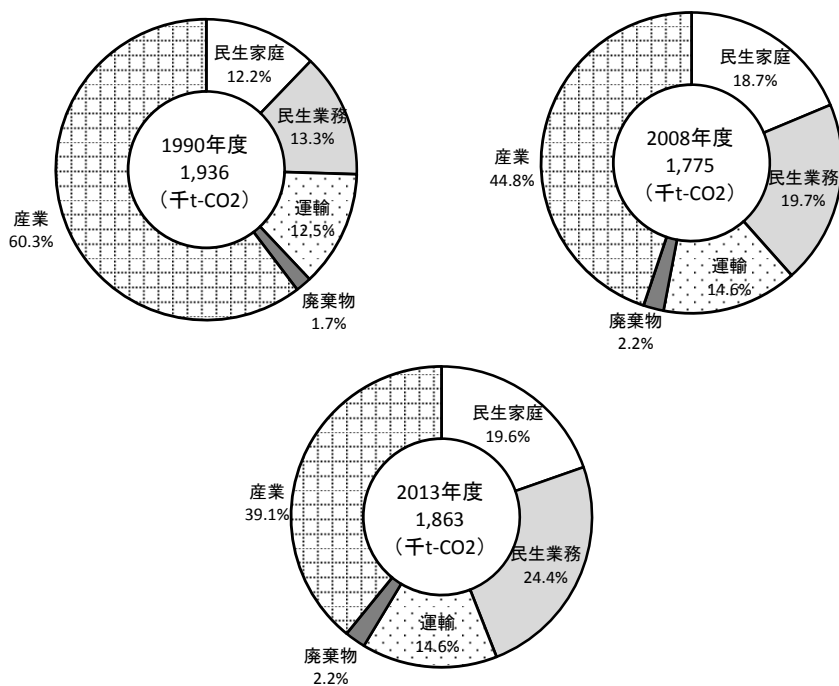 民生家庭
12.2%
民生業務
13.3%
運輸
12.5%
廃棄物
1.7%
産業
60.3%
1990年度
1,936
（千t-CO2）
民生家庭
18.7%
民生業務
19.7%
運輸
14.6%
廃棄物
2.2%
産業
44.8%
2008年度
1,775
（千t-CO2）
民生家庭
19.6%
民生業務
24.4%
運輸
14.6%
廃棄物
2.2%
産業
39.1%
2013年度
1,863
（千t-CO2）